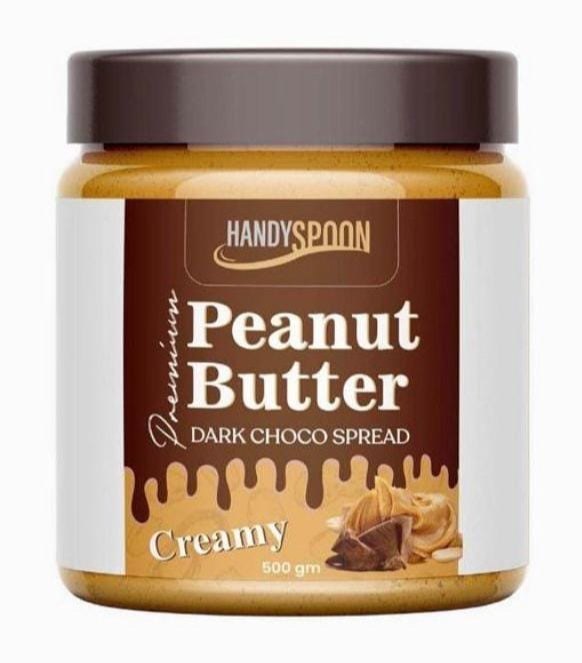 HANDYSPOON
Premium
Peanut
Butter
DARK CHOCO SPREAD
Creamy
500 gm